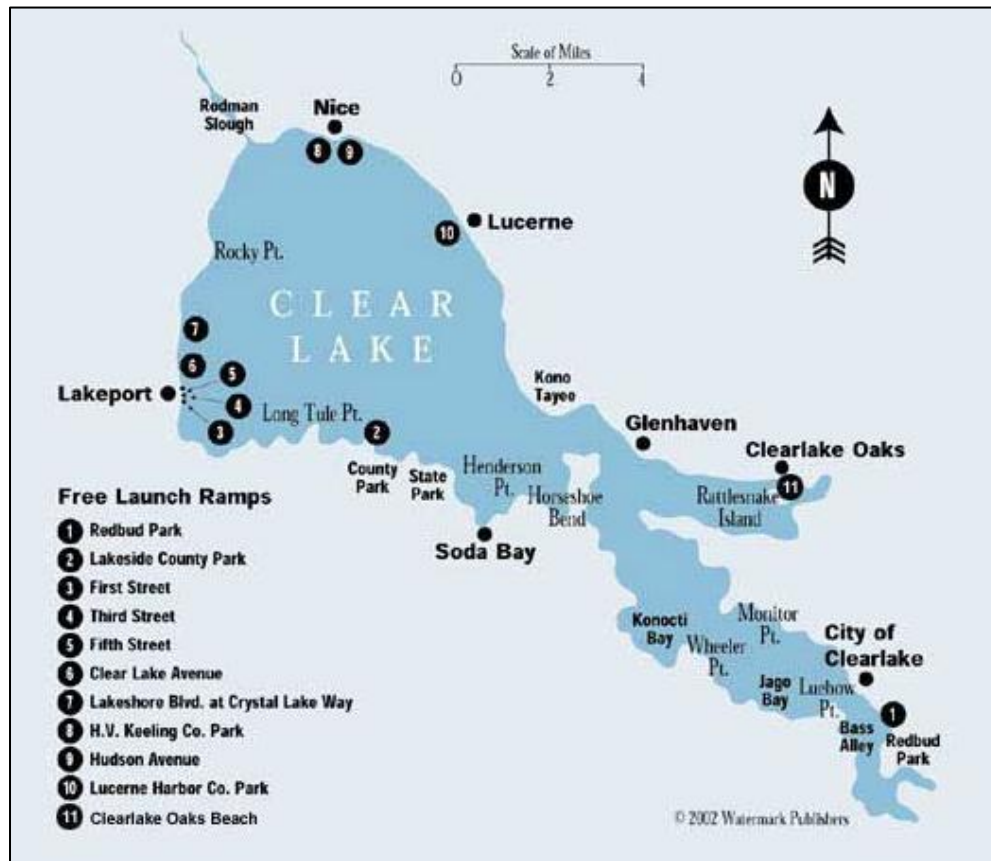 Scale of Miles
0 2 4
Rodman
Slough
Nice
8 9
N
10
Lucerne
Rocky Pt.
CLEAR
LAKE
7
6
5
Lakeport
4
3
Long Tule Pt.
2
Kono
Tayee
Glenhaven
Clearlake Oaks
11
Rattlesnake
Island
County
Park
State
Park
Henderson
Pt.
Horseshoe
Bend
Soda Bay
Free Launch Ramps
1 Redbud Park
2 Lakeside County Park
3 First Street
4 Third Street
5 Fifth Street
6 Clear Lake Avenue
7 Lakeshore Blvd. at Crystal Lake Way
8 H.V. Keeling Co. Park
9 Hudson Avenue
10 Lucerne Harbor Co. Park
11 Clearlake Oaks Beach
Konocti
Bay
Wheeler
Pt.
Monitor
Pt.
City of
Clearlake
Jago
Bay
Luebow
Pt.
1
Bass
Alley
Redbud
Park
© 2002 Watermark Publishers